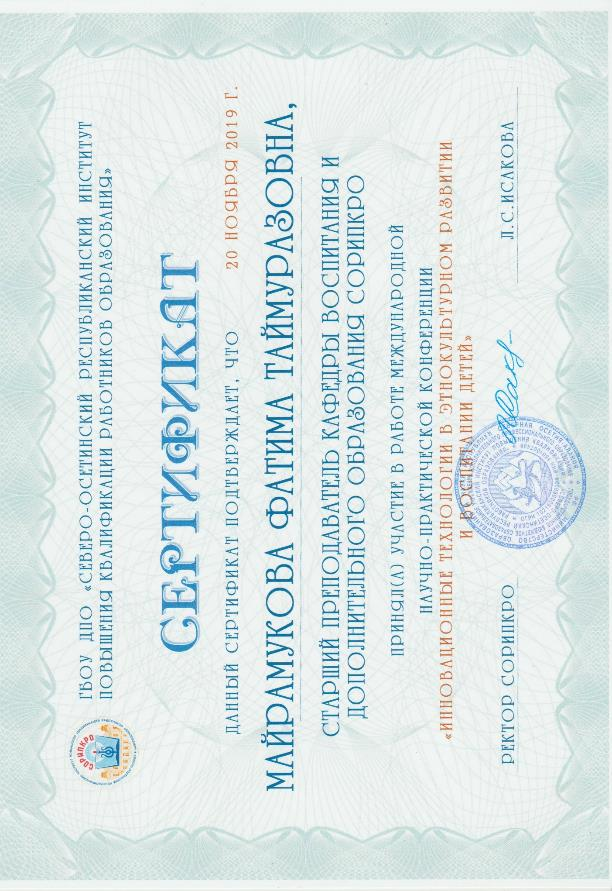 ГБОУ ДПО «СЕВЕРО-ОСЕТИНСКИЙ РЕСПУБЛИКАНСКИЙ ИНСТИТУТ
ПОВЫШЕНИЯ КВАЛИФИКАЦИИ РАБОТНИКОВ ОБРАЗОВАНИЯ»
СОРИПКРО
СЕРТИФИКАТ
ДАННЫЙ СЕРТИФИКАТ ПОДТВЕРЖДАЕТ, ЧТО 20 НОЯБРЯ 2019 Г.
МАЙРАМУКОВА ФАТИМА ТАЙМУРАЗОВНА,
СТАРШИЙ ПРЕПОДАВАТЕЛЬ КАФЕДРЫ ВОСПИТАНИЯ И
ДОПОЛНИТЕЛЬНОГО ОБРАЗОВАНИЯ СОРИПКРО
ПРИНЯЛ(А) УЧАСТИЕ В РАБОТЕ МЕЖДУНАРОДНОЙ
НАУЧНО-ПРАКТИЧЕСКОЙ КОНФЕРЕНЦИИ
«ИННОВАЦИОННЫЕ ТЕХНОЛОГИИ В ЭТНОКУЛЬТУРНОМ РАЗВИТИИ
И ВОСПИТАНИИ ДЕТЕЙ»
РЕКТОР СОРИПКРО Л.С.ИСАКОВА